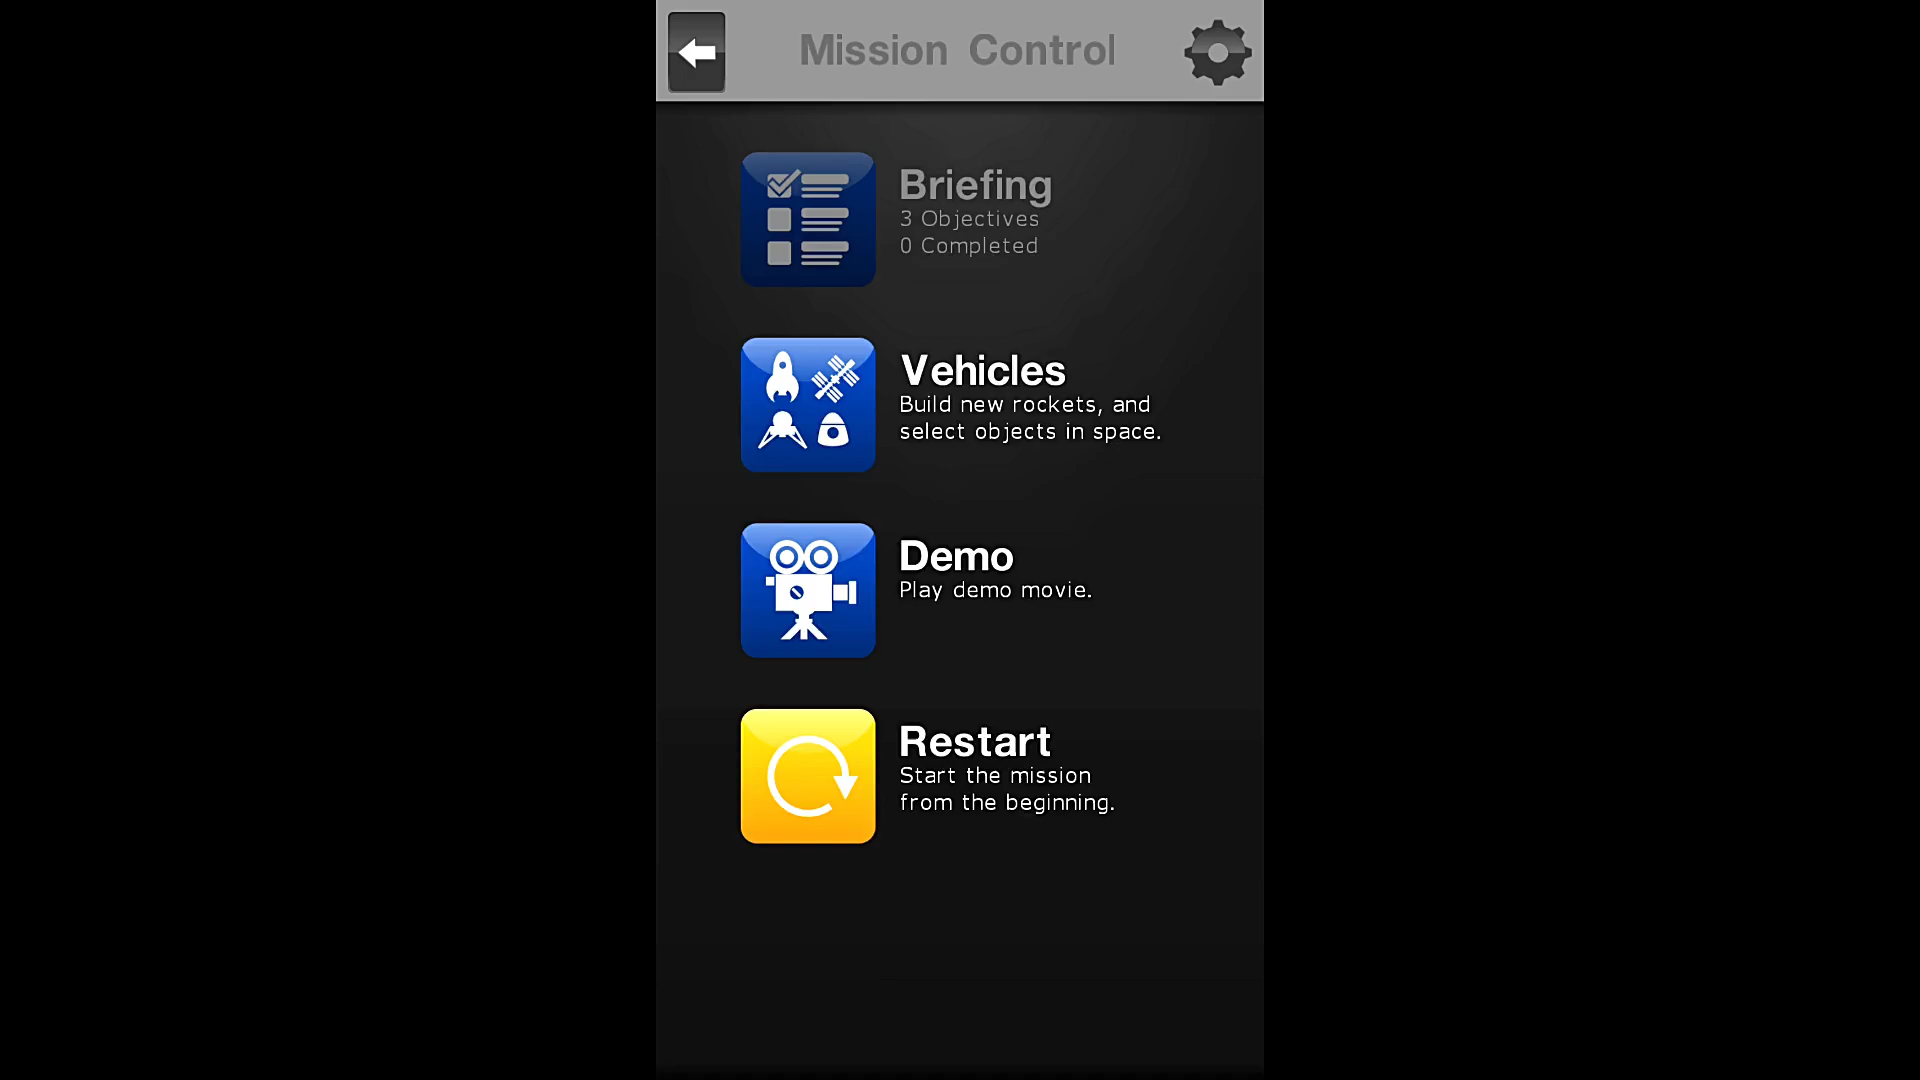 Mission Control
Briefing
3 Objectives
0 Completed
Vehicles
Build new rockets, and
select objects in space.
Demo
Play demo movie.
Restart
Start the mission
from the beginning.